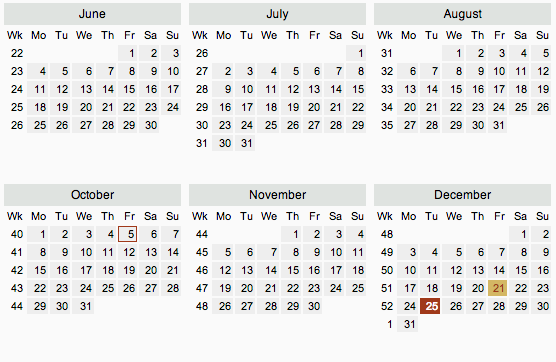 June July August
Wk Mo Tu We Th Fr Sa Su Wk Mo Tu We Th Fr Sa Su Wk Mo Tu We Th Fr Sa Su
22 1 2 3 26 1 31 1 2 3 4 5
23 4 5 6 7 8 9 10 27 2 3 4 5 6 7 8 32 6 7 8 9 10 11 12
24 11 12 13 14 15 16 17 28 9 10 11 12 13 14 15 33 13 14 15 16 17 18 19
25 18 19 20 21 22 23 24 29 16 17 18 19 20 21 22 34 20 21 22 23 24 25 26
26 25 26 27 28 29 30 30 23 24 25 26 27 28 29 35 27 28 29 30 31
31 30 31
October November December
Wk Mo Tu We Th Fr Sa Su Wk Mo Tu We Th Fr Sa Su Wk Mo Tu We Th Fr Sa Su
40 1 2 3 4 5 6 7 44 1 2 3 4 48 1 2
41 8 9 10 11 12 13 14 45 5 6 7 8 9 10 11 49 3 4 5 6 7 8 9
42 15 16 17 18 19 20 21 46 12 13 14 15 16 17 18 50 10 11 12 13 14 15 16
43 22 23 24 25 26 27 28 47 19 20 21 22 23 24 25 51 17 18 19 20 21 22 23
44 29 30 31 48 26 27 28 29 30 52 24 25 26 27 28 29 30
1 31